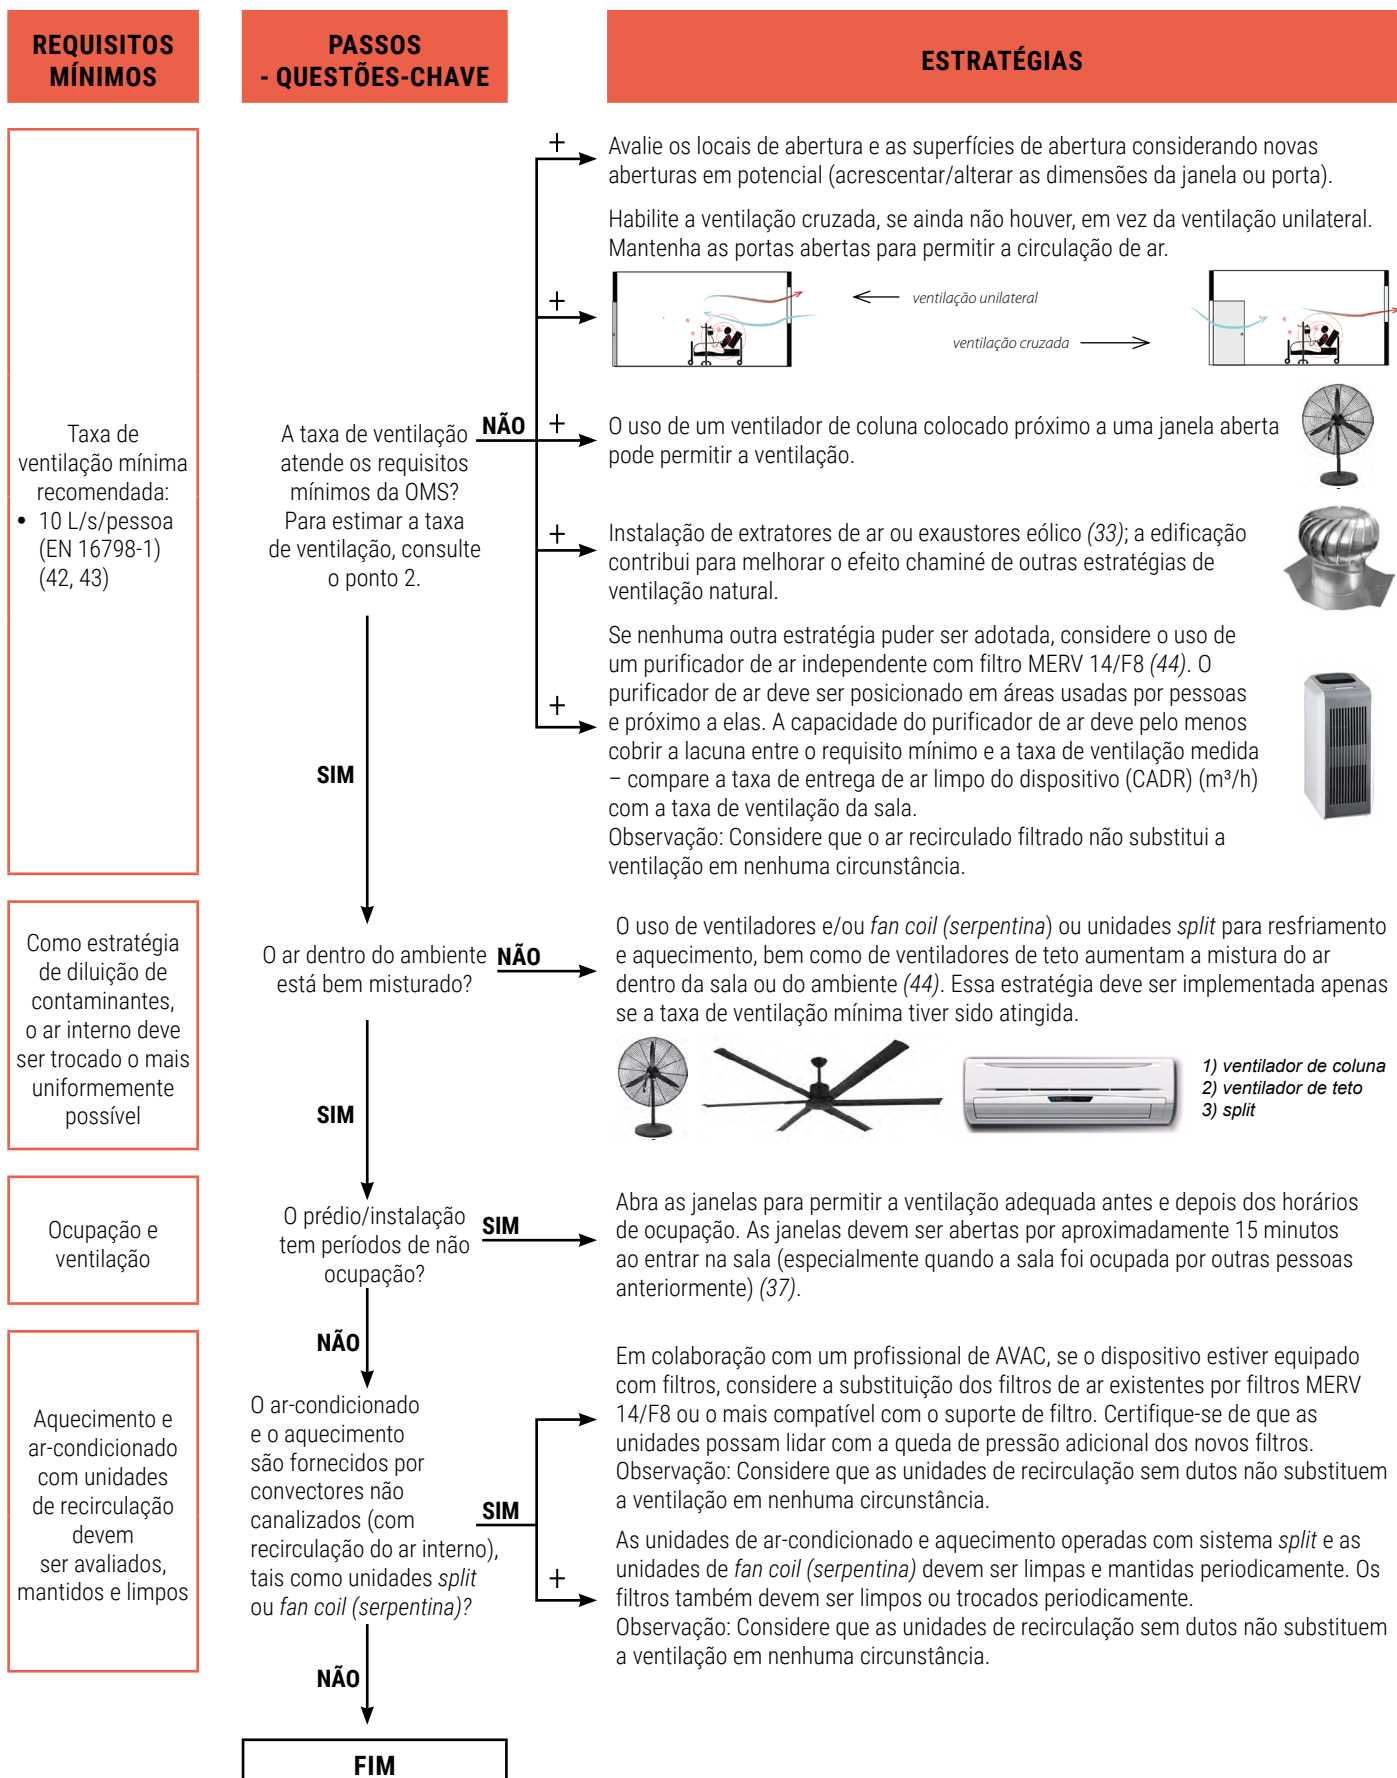 REQUISITOS
MÍNIMOS
PASSOS
- QUESTÕES-CHAVE
ESTRATÉGIAS
Taxa de
ventilação mínima
recomendada:
• 10 L/s/pessoa
(EN 16798-1)
(42, 43)
A taxa de ventilação
atende os requisitos
mínimos da OMS?
Para estimar a taxa
de ventilação, consulte
o ponto 2.
NÃO
+
Avalie os locais de abertura e as superfícies de abertura considerando novas
aberturas em potencial (acrescentar/alterar as dimensões da janela ou porta).
+
Habilite a ventilação cruzada, se ainda não houver, em vez da ventilação unilateral.
Mantenha as portas abertas para permitir a circulação de ar.
ventilação unilateral
ventilação cruzada
+
O uso de um ventilador de coluna colocado próximo a uma janela aberta
pode permitir a ventilação.
+
Instalação de extratores de ar ou exaustores eólico (33); a edificação
contribui para melhorar o efeito chaminé de outras estratégias de
ventilação natural.
+
Se nenhuma outra estratégia puder ser adotada, considere o uso de
um purificador de ar independente com filtro MERV 14/F8 (44). O
purificador de ar deve ser posicionado em áreas usadas por pessoas
e próximo a elas. A capacidade do purificador de ar deve pelo menos
cobrir a lacuna entre o requisito mínimo e a taxa de ventilação medida
– compare a taxa de entrega de ar limpo do dispositivo (CADR) (m³/h)
com a taxa de ventilação da sala.
Observação: Considere que o ar recirculado filtrado não substitui a
ventilação em nenhuma circunstância.
SIM
Como estratégia
de diluição de
contaminantes,
o ar interno deve
ser trocado o mais
uniformemente
possível
O ar dentro do ambiente
está bem misturado?
NÃO
O uso de ventiladores e/ou fan coil (serpentina) ou unidades split para resfriamento
e aquecimento, bem como de ventiladores de teto aumentam a mistura do ar
dentro da sala ou do ambiente (44). Essa estratégia deve ser implementada apenas
se a taxa de ventilação mínima tiver sido atingida.
1) ventilador de coluna
2) ventilador de teto
3) split
SIM
Ocupação e
ventilação
O prédio/instalação
tem períodos de não
ocupação?
SIM
Abra as janelas para permitir a ventilação adequada antes e depois dos horários
de ocupação. As janelas devem ser abertas por aproximadamente 15 minutos
ao entrar na sala (especialmente quando a sala foi ocupada por outras pessoas
anteriormente) (37).
NÃO
Aquecimento e
ar-condicionado
com unidades
de recirculação
devem
ser avaliados,
mantidos e limpos
O ar-condicionado
e o aquecimento
são fornecidos por
convectores não
canalizados (com
recirculação do ar interno),
tais como unidades split
ou fan coil (serpentina)?
SIM
Em colaboração com um profissional de AVAC, se o dispositivo estiver equipado
com filtros, considere a substituição dos filtros de ar existentes por filtros MERV
14/F8 ou o mais compatível com o suporte de filtro. Certifique-se de que as
unidades possam lidar com a queda de pressão adicional dos novos filtros.
Observação: Considere que as unidades de recirculação sem dutos não substituem
a ventilação em nenhuma circunstância.
+
As unidades de ar-condicionado e aquecimento operadas com sistema split e as
unidades de fan coil (serpentina) devem ser limpas e mantidas periodicamente. Os
filtros também devem ser limpos ou trocados periodicamente.
Observação: Considere que as unidades de recirculação sem dutos não substituem
a ventilação em nenhuma circunstância.
NÃO
FIM